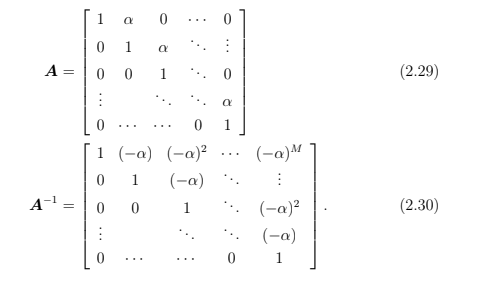 1 α 0 ⋯ 0
0 1 α ⋱ ⋮
A = 0 0 1 ⋱ 0 (2.29)
⋮ ⋱ ⋱ α
0 ⋯ ⋯ 0 1
1 (−α) (−α)² ⋯ (−α)ᴹ
0 1 (−α) ⋱ ⋮
A⁻¹ = 0 0 1 ⋱ (−α)² . (2.30)
⋮ ⋱ ⋱ (−α)
0 ⋯ ⋯ 0 1